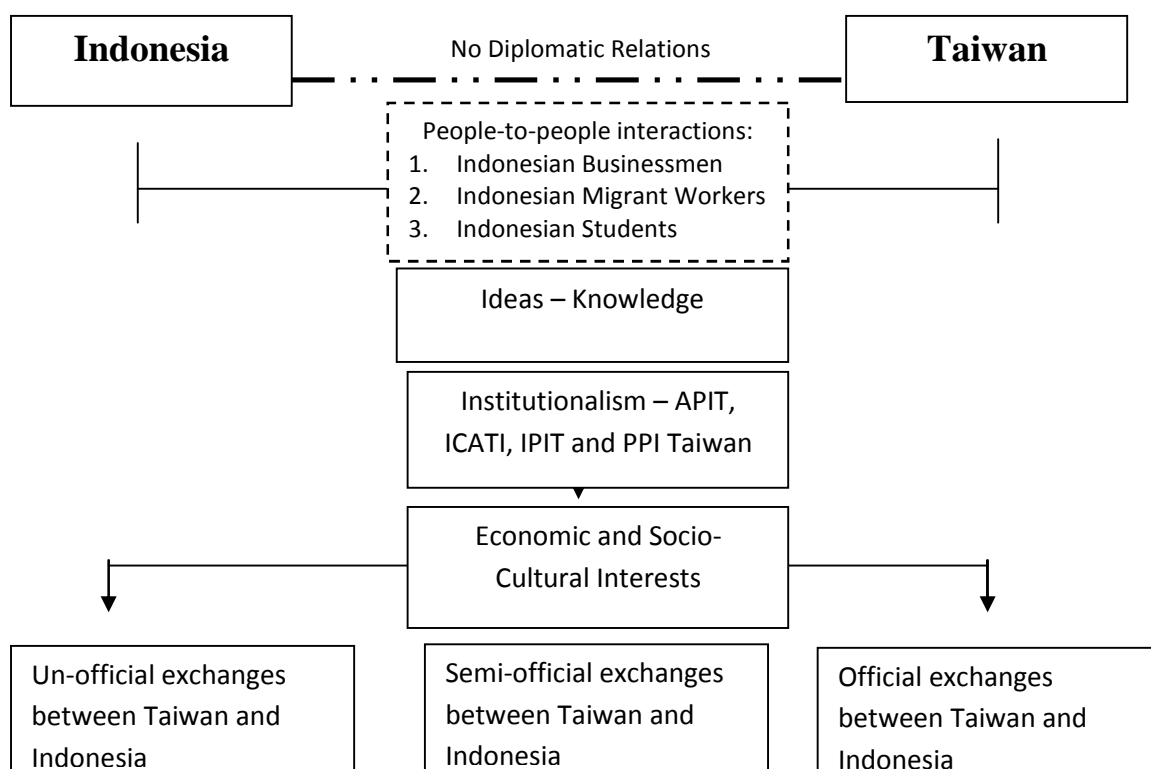 Indonesia
No Diplomatic Relations
Taiwan
People-to-people interactions:
1. Indonesian Businessmen
2. Indonesian Migrant Workers
3. Indonesian Students
Ideas – Knowledge
Institutionalism – APIT,
ICATI, IPIT and PPI Taiwan
Economic and Socio-
Cultural Interests
Un-official exchanges
between Taiwan and
Indonesia
Semi-official exchanges
between Taiwan and
Indonesia
Official exchanges
between Taiwan and
Indonesia